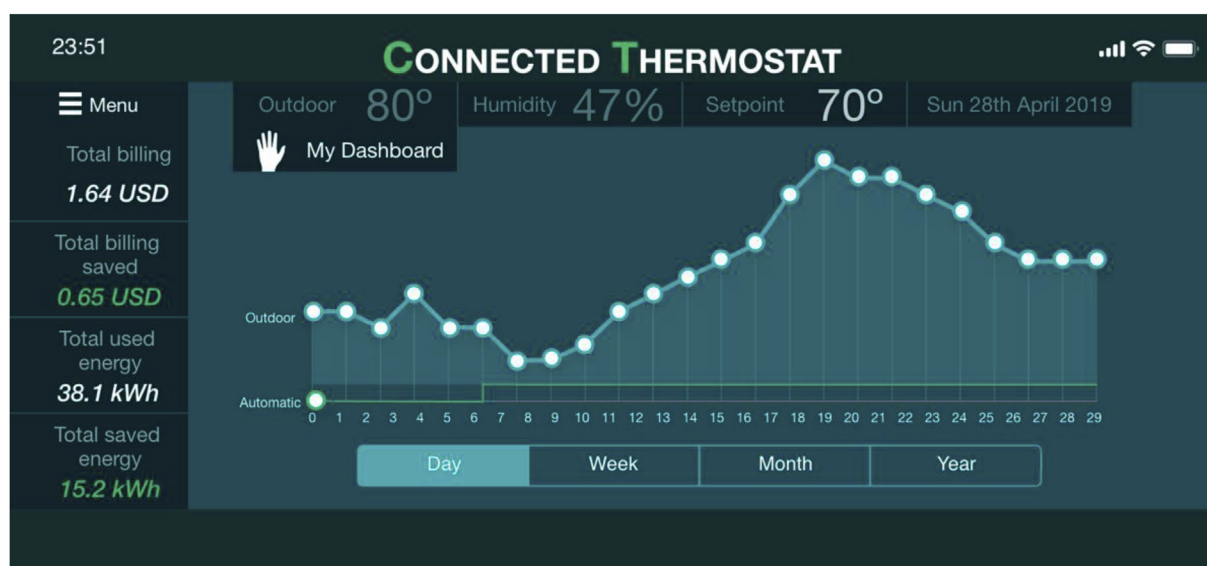 23:51
CONNECTED THERMOSTAT
Menu
Outdoor 80º
Humidity 47%
Setpoint 70º
Sun 28th April 2019
My Dashboard
Total billing
1.64 USD
Total billing
saved
0.65 USD
Total used
energy
38.1 kWh
Total saved
energy
15.2 kWh
Outdoor
Automatic
0 1 2 3 4 5 6 7 8 9 10 11 12 13 14 15 16 17 18 19 20 21 22 23 24 25 26 27 28 29
Day Week Month Year